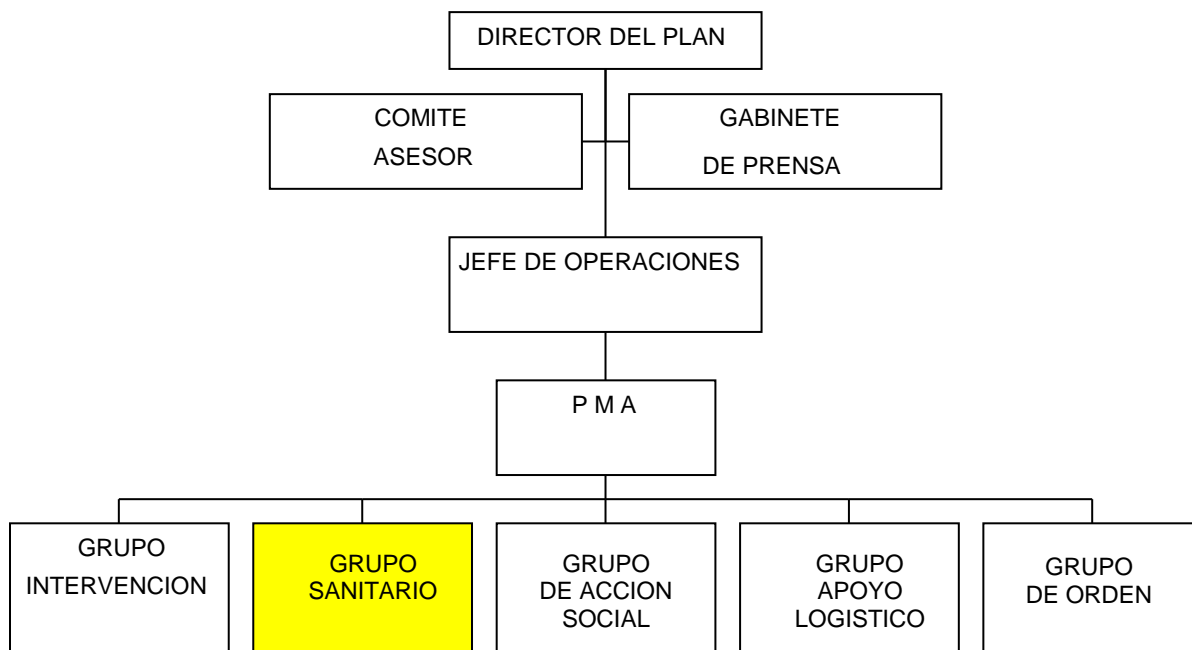 DIRECTOR DEL PLAN
COMITE
ASESOR
GABINETE
DE PRENSA
JEFE DE OPERACIONES
P M A
GRUPO
INTERVENCION
GRUPO
SANITARIO
GRUPO
DE ACCION
SOCIAL
GRUPO
APOYO
LOGISTICO
GRUPO
DE ORDEN